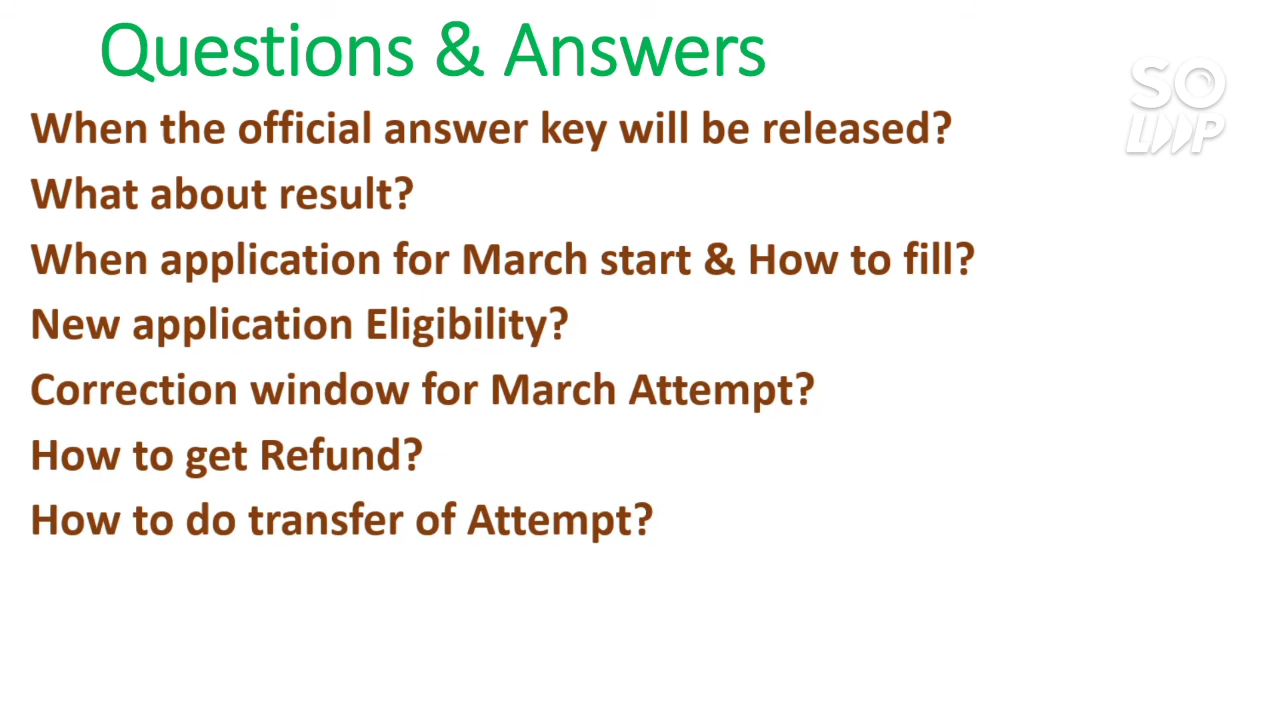 Questions & Answers
When the official answer key will be released?
What about result?
When application for March start & How to fill?
New application Eligibility?
Correction window for March Attempt?
How to get Refund?
How to do transfer of Attempt?
SO
LP